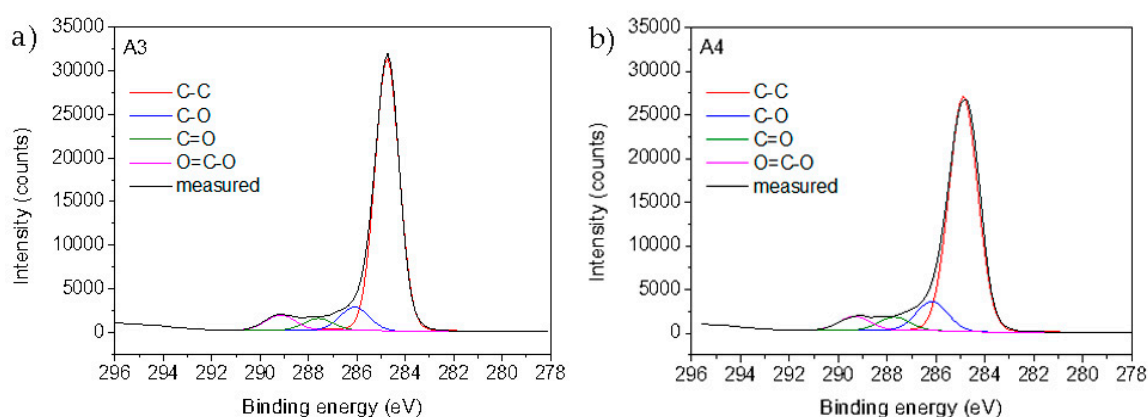 a)
A3
C-C
C-O
C=O
O=C-O
measured
35000
30000
25000
20000
15000
10000
5000
0
Intensity (counts)
296 294 292 290 288 286 284 282 280 278
Binding energy (eV)
b)
A4
C-C
C-O
C=O
O=C-O
measured
35000
30000
25000
20000
15000
10000
5000
0
Intensity (counts)
296 294 292 290 288 286 284 282 280 278
Binding energy (eV)